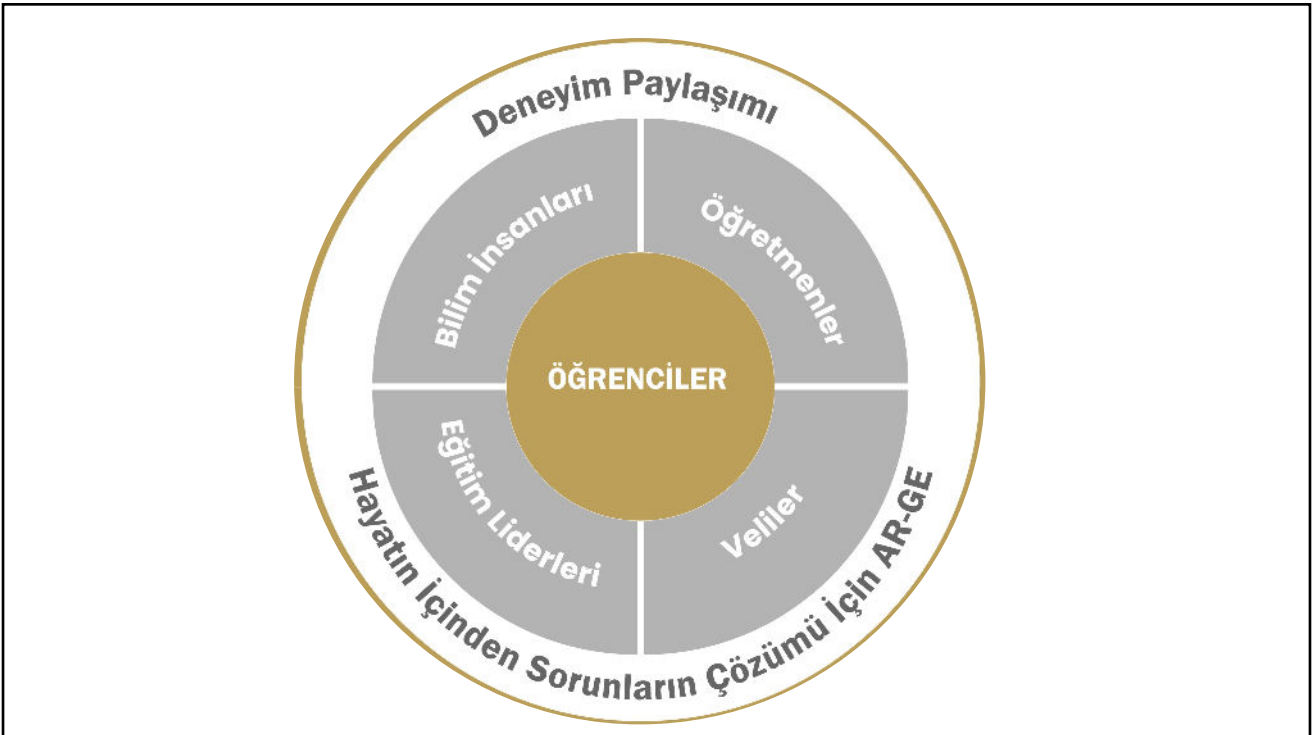 Deneyim Paylaşımı
Bilim İnsanları
Öğretmenler
ÖĞRENCİLER
Eğitim Liderleri
Veliler
Hayatın İçinden Sorunların Çözümü İçin AR-GE